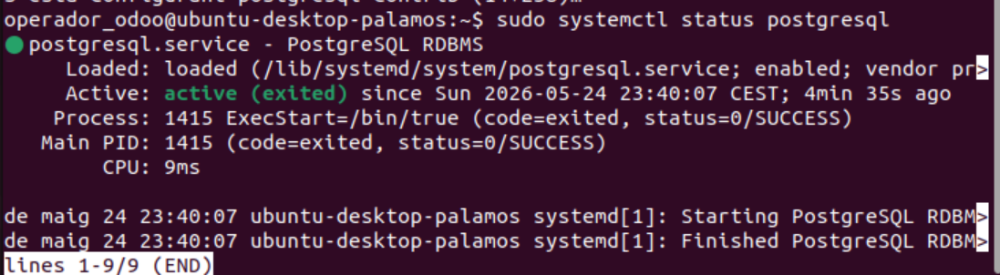 operador_odoo@ubuntu-desktop-palamos:~$ sudo systemctl status postgresql
● postgresql.service - PostgreSQL RDBMS
     Loaded: loaded (/lib/systemd/system/postgresql.service; enabled; vendor pr>
     Active: active (exited) since Sun 2026-05-24 23:40:07 CEST; 4min 35s ago
    Process: 1415 ExecStart=/bin/true (code=exited, status=0/SUCCESS)
   Main PID: 1415 (code=exited, status=0/SUCCESS)
        CPU: 9ms

de maig 24 23:40:07 ubuntu-desktop-palamos systemd[1]: Starting PostgreSQL RDBM>
de maig 24 23:40:07 ubuntu-desktop-palamos systemd[1]: Finished PostgreSQL RDBM>
lines 1-9/9 (END)